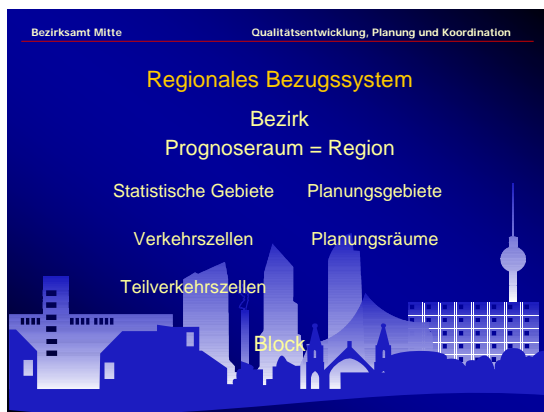 Bezirksamt Mitte Qualitätsentwicklung, Planung und Koordination
Regionales Bezugssystem
Bezirk
Prognoseraum = Region
Statistische Gebiete Planungsgebiete
Verkehrszellen Planungsräume
Teilverkehrszellen
Block